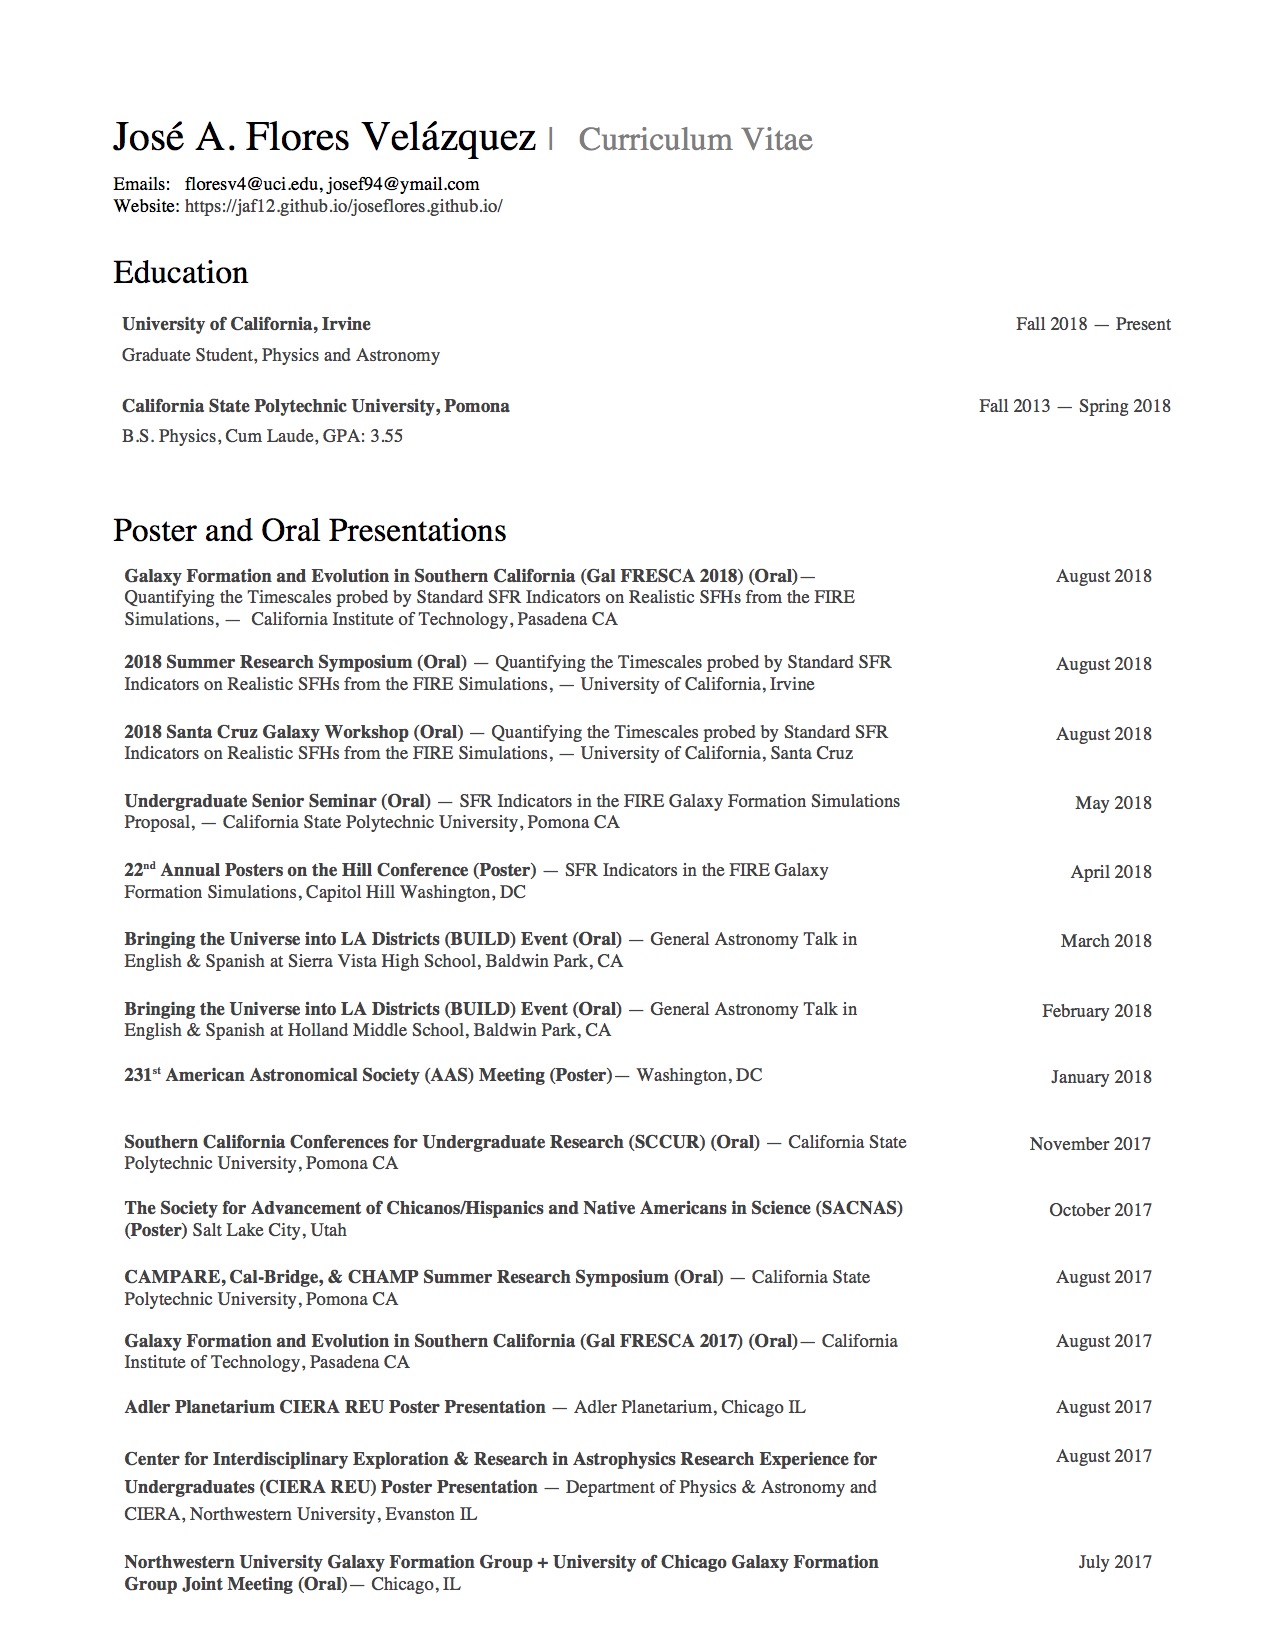 José A. Flores Velázquez | Curriculum Vitae
Emails: floresv4@uci.edu, josef94@ymail.com
Website: https://jaf12.github.io/joseflores.github.io/
Education
University of California, Irvine Fall 2018 — Present
Graduate Student, Physics and Astronomy
California State Polytechnic University, Pomona Fall 2013 — Spring 2018
B.S. Physics, Cum Laude, GPA: 3.55
Poster and Oral Presentations
Galaxy Formation and Evolution in Southern California (Gal FRESCA 2018) (Oral)— August 2018
Quantifying the Timescales probed by Standard SFR Indicators on Realistic SFHs from the FIRE
Simulations, — California Institute of Technology, Pasadena CA
2018 Summer Research Symposium (Oral) — Quantifying the Timescales probed by Standard SFR August 2018
Indicators on Realistic SFHs from the FIRE Simulations, — University of California, Irvine
2018 Santa Cruz Galaxy Workshop (Oral) — Quantifying the Timescales probed by Standard SFR August 2018
Indicators on Realistic SFHs from the FIRE Simulations, — University of California, Santa Cruz
Undergraduate Senior Seminar (Oral) — SFR Indicators in the FIRE Galaxy Formation Simulations May 2018
Proposal, — California State Polytechnic University, Pomona CA
22nd Annual Posters on the Hill Conference (Poster) — SFR Indicators in the FIRE Galaxy April 2018
Formation Simulations, Capitol Hill Washington, DC
Bringing the Universe into LA Districts (BUILD) Event (Oral) — General Astronomy Talk in March 2018
English & Spanish at Sierra Vista High School, Baldwin Park, CA
Bringing the Universe into LA Districts (BUILD) Event (Oral) — General Astronomy Talk in February 2018
English & Spanish at Holland Middle School, Baldwin Park, CA
231st American Astronomical Society (AAS) Meeting (Poster)— Washington, DC January 2018
Southern California Conferences for Undergraduate Research (SCCUR) (Oral) — California State November 2017
Polytechnic University, Pomona CA
The Society for Advancement of Chicanos/Hispanics and Native Americans in Science (SACNAS) October 2017
(Poster) Salt Lake City, Utah
CAMPARE, Cal-Bridge, & CHAMP Summer Research Symposium (Oral) — California State August 2017
Polytechnic University, Pomona CA
Galaxy Formation and Evolution in Southern California (Gal FRESCA 2017) (Oral)— California August 2017
Institute of Technology, Pasadena CA
Adler Planetarium CIERA REU Poster Presentation — Adler Planetarium, Chicago IL August 2017
Center for Interdisciplinary Exploration & Research in Astrophysics Research Experience for August 2017
Undergraduates (CIERA REU) Poster Presentation — Department of Physics & Astronomy and
CIERA, Northwestern University, Evanston IL
Northwestern University Galaxy Formation Group + University of Chicago Galaxy Formation July 2017
Group Joint Meeting (Oral)— Chicago, IL